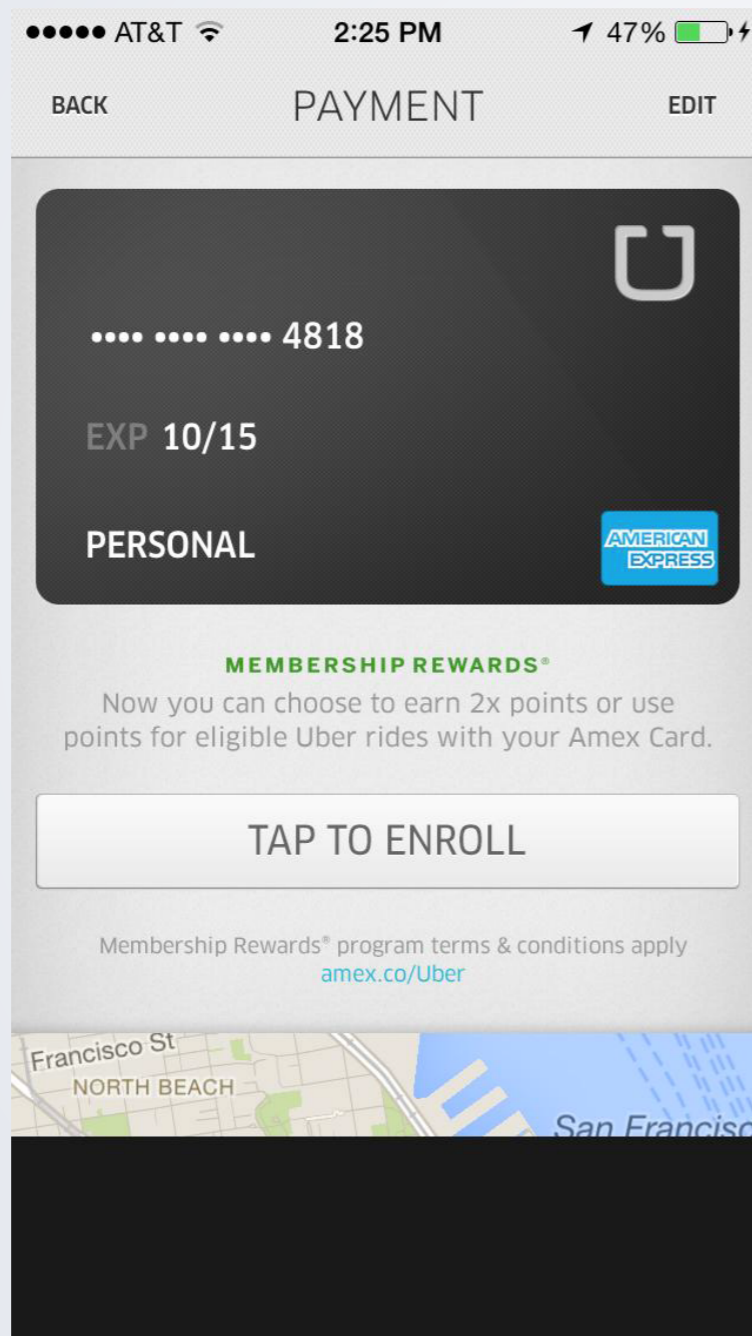 AT&T 2:25 PM 47%
BACK PAYMENT EDIT
•••• •••• •••• 4818
EXP 10/15
PERSONAL
AMERICAN
EXPRESS
MEMBERSHIP REWARDS®
Now you can choose to earn 2x points or use
points for eligible Uber rides with your Amex Card.
TAP TO ENROLL
Membership Rewards® program terms & conditions apply
amex.co/Uber
Francisco St
NORTH BEACH
San Francisc